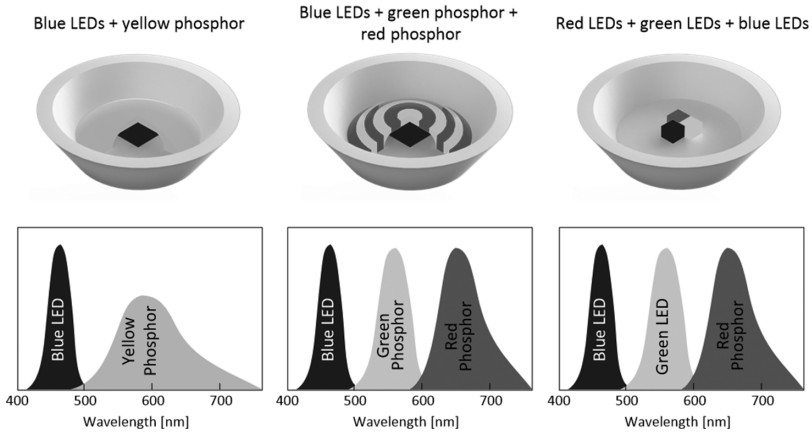 Blue LEDs + yellow phosphor
Blue LEDs + green phosphor +
red phosphor
Red LEDs + green LEDs + blue LEDs
Blue LED
Yellow
Phosphor
400
500
600
700
Wavelength [nm]
Blue LED
Green
Phosphor
Red
Phosphor
400
500
600
700
Wavelength [nm]
Blue LED
Green LED
Red
Phosphor
400
500
600
700
Wavelength [nm]